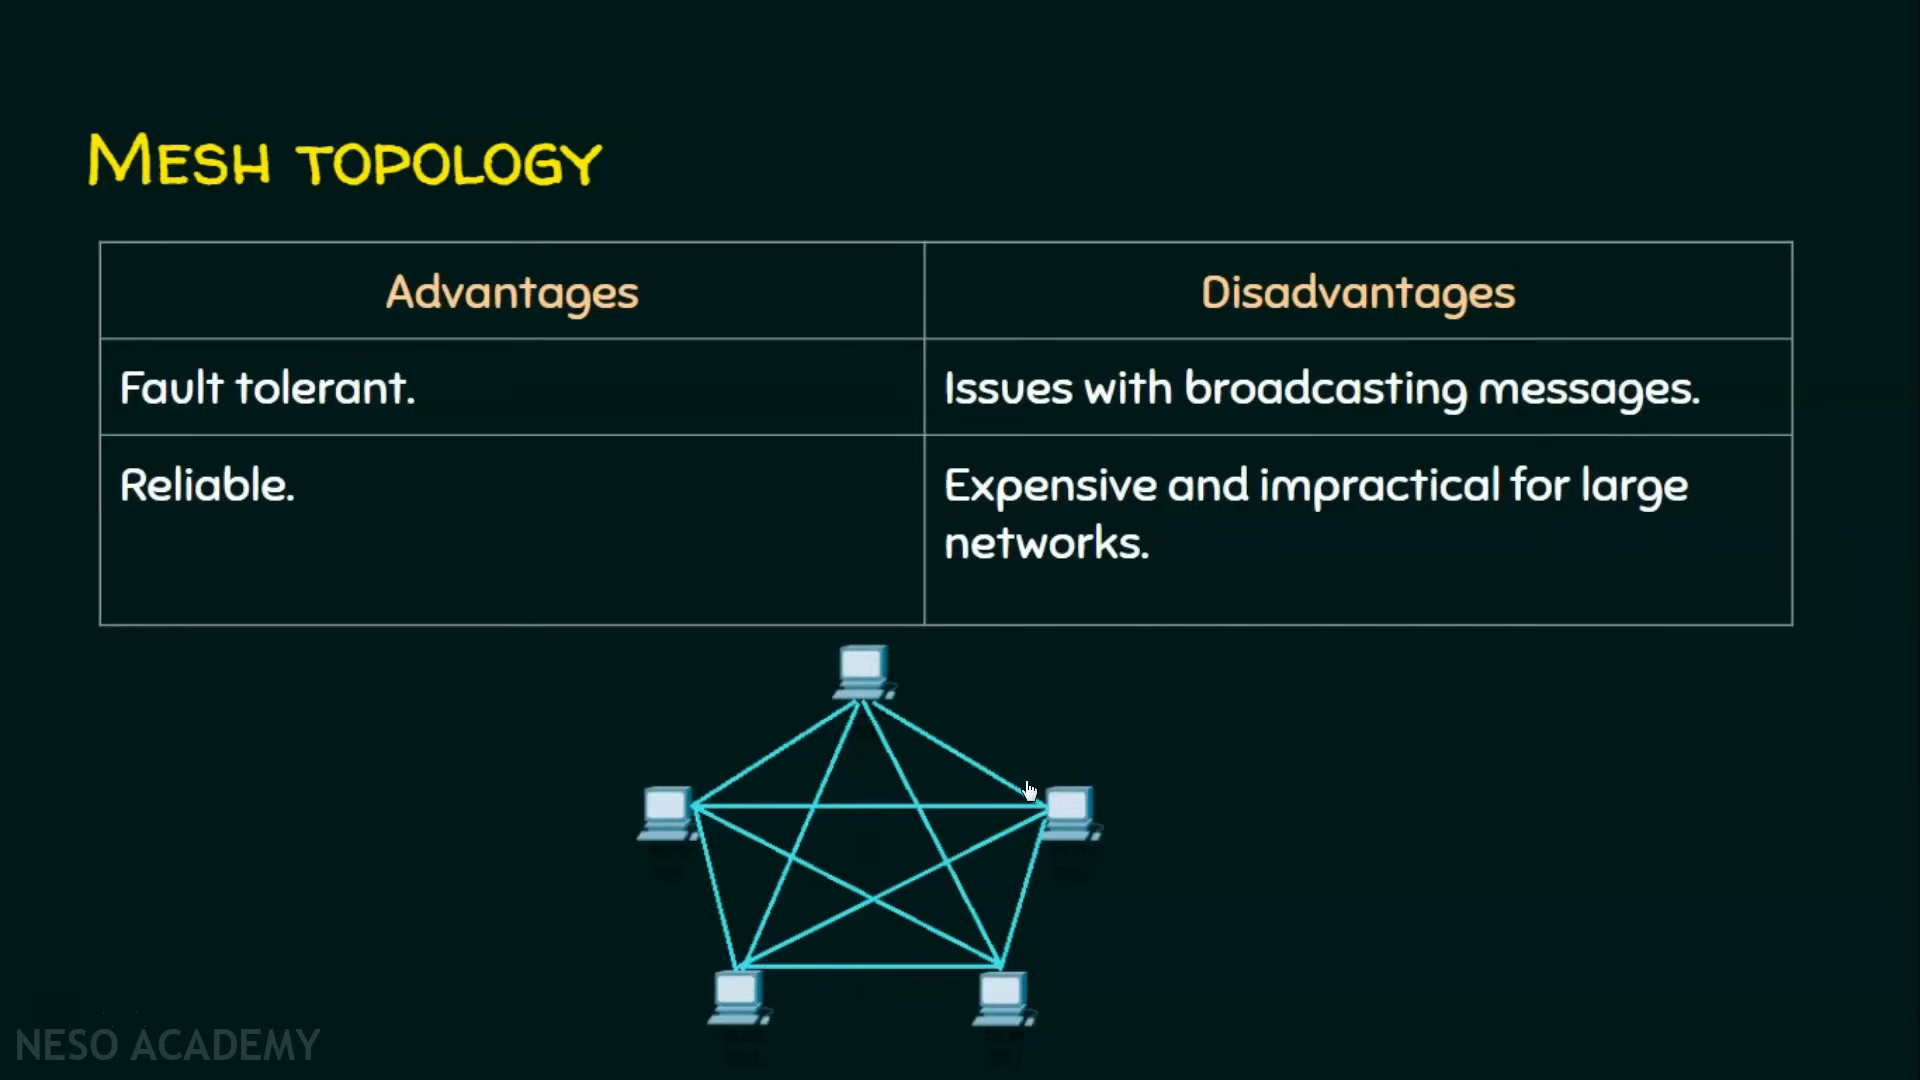 Mesh topology
Advantages
Disadvantages
Fault tolerant.
Issues with broadcasting messages.
Reliable.
Expensive and impractical for large
networks.
NESO ACADEMY